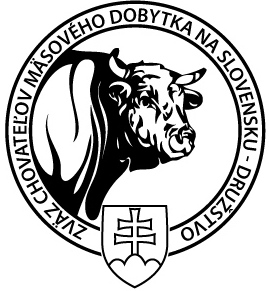 ZVÄZ CHOVATEĽOV MÄSOVÉHO DOBYTKA NA SLOVENSKU - DRUŽSTVO